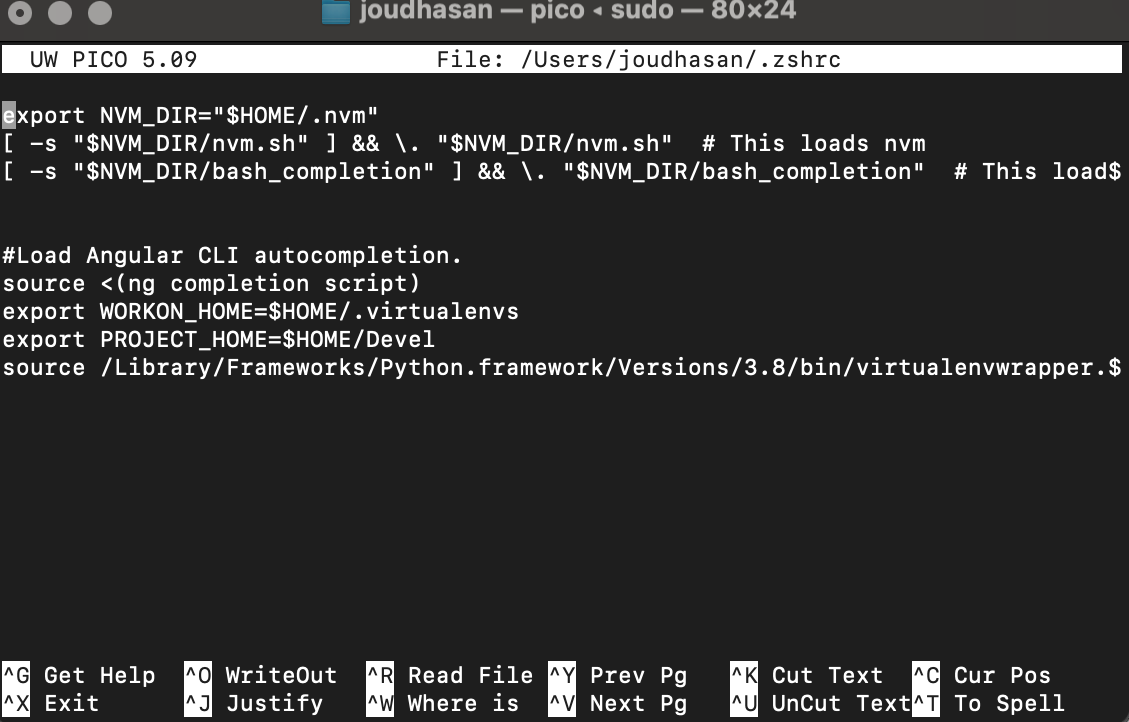 joudhasan — pico ◂ sudo — 80×24
UW PICO 5.09 File: /Users/joudhasan/.zshrc
export NVM_DIR="$HOME/.nvm"
[ -s "$NVM_DIR/nvm.sh" ] && \. "$NVM_DIR/nvm.sh"  # This loads nvm
[ -s "$NVM_DIR/bash_completion" ] && \. "$NVM_DIR/bash_completion"  # This load$
#Load Angular CLI autocompletion.
source <(ng completion script)
export WORKON_HOME=$HOME/.virtualenvs
export PROJECT_HOME=$HOME/Devel
source /Library/Frameworks/Python.framework/Versions/3.8/bin/virtualenvwrapper.$
^G Get Help ^O WriteOut ^R Read File ^Y Prev Pg ^K Cut Text ^C Cur Pos
^X Exit ^J Justify ^W Where is ^V Next Pg ^U UnCut Text ^T To Spell